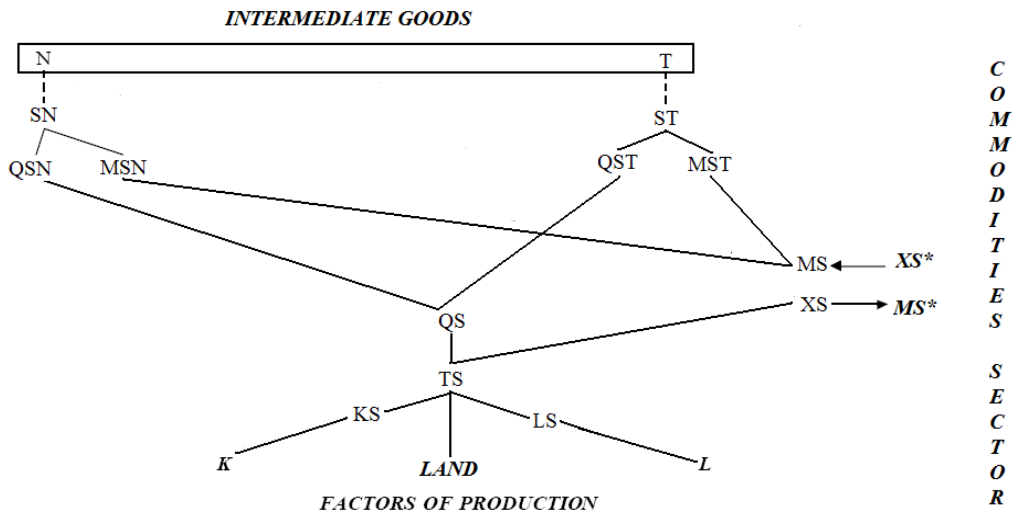 INTERMEDIATE GOODS
N T
SN ST
QSN MSN QST MST
MS XS*
XS MS*
QS
TS
KS LS
K LAND L
FACTORS OF PRODUCTION
COMMODITIES SECTOR